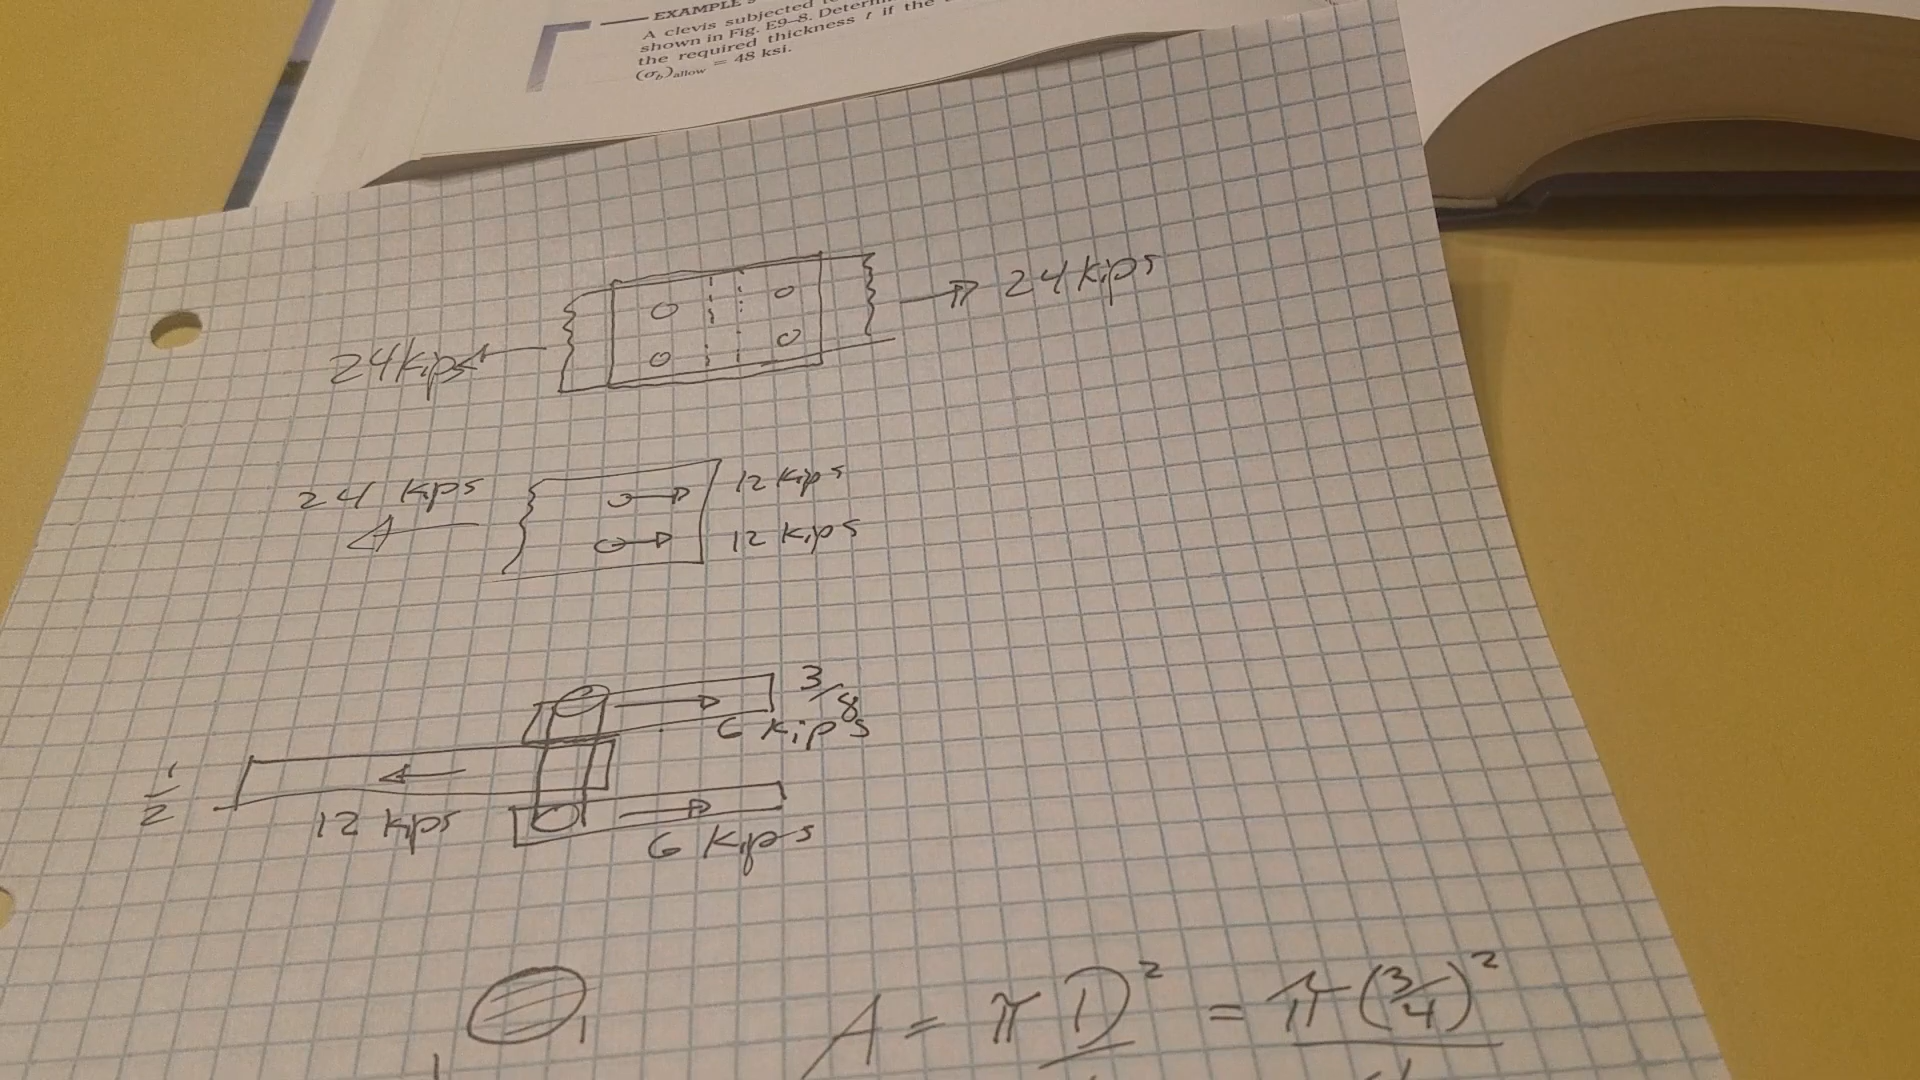 EXAMPLE
A clevis subjected
shown in Fig. E9–8. Determ
the required thickness t if the
(σb)allow = 48 ksi.
24 Kips
24 Kips
24 Kips
12 Kips
12 Kips
3/8
6 Kips
1/2
12 Kips
6 Kips
A = πD² = π(3/4)²